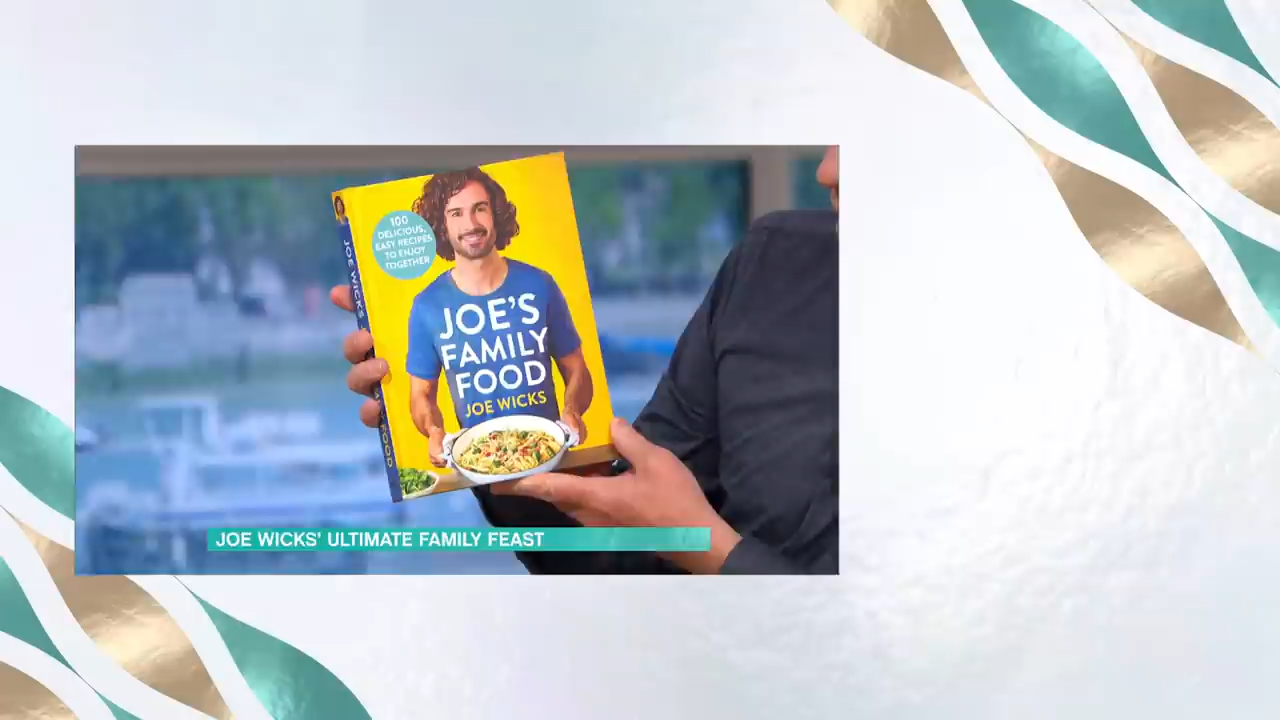 100
DELICIOUS,
EASY RECIPES
TO ENJOY
TOGETHER
JOE'S
FAMILY
FOOD
JOE WICKS
JOE WICKS
FOOD
JOE WICKS' ULTIMATE FAMILY FEAST